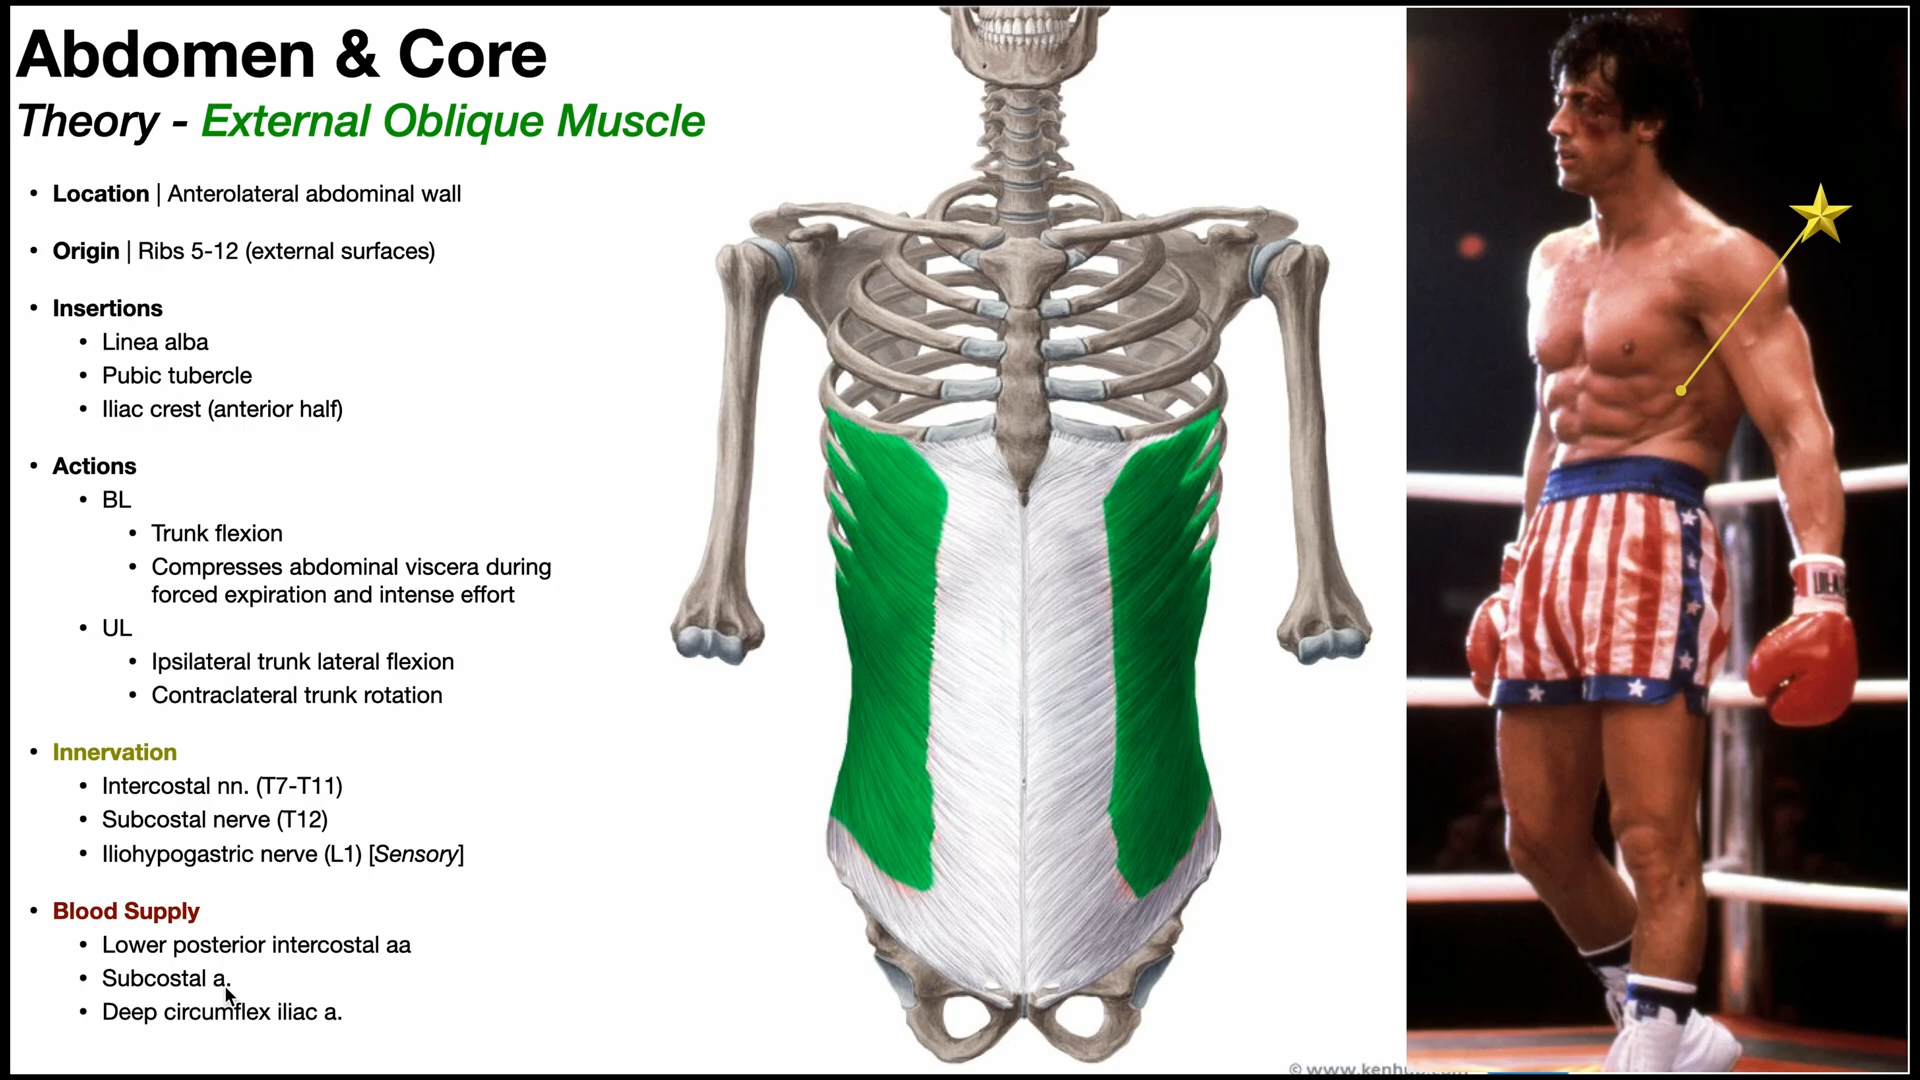 Abdomen & Core
Theory - External Oblique Muscle
• Location | Anterolateral abdominal wall
• Origin | Ribs 5-12 (external surfaces)
• Insertions
• Linea alba
• Pubic tubercle
• Iliac crest (anterior half)
• Actions
• BL
• Trunk flexion
• Compresses abdominal viscera during
forced expiration and intense effort
• UL
• Ipsilateral trunk lateral flexion
• Contraclateral trunk rotation
• Innervation
• Intercostal nn. (T7-T11)
• Subcostal nerve (T12)
• Iliohypogastric nerve (L1) [Sensory]
• Blood Supply
• Lower posterior intercostal aa
• Subcostal a.
• Deep circumflex iliac a.